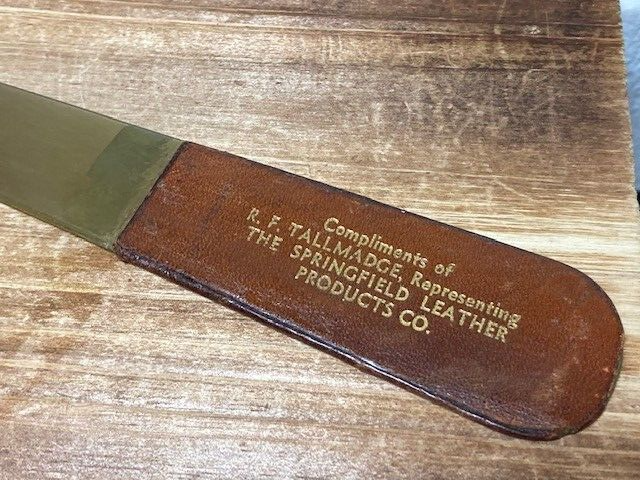 Compliments of
R. F. TALLMADGE, Representing
THE SPRINGFIELD LEATHER
PRODUCTS CO.